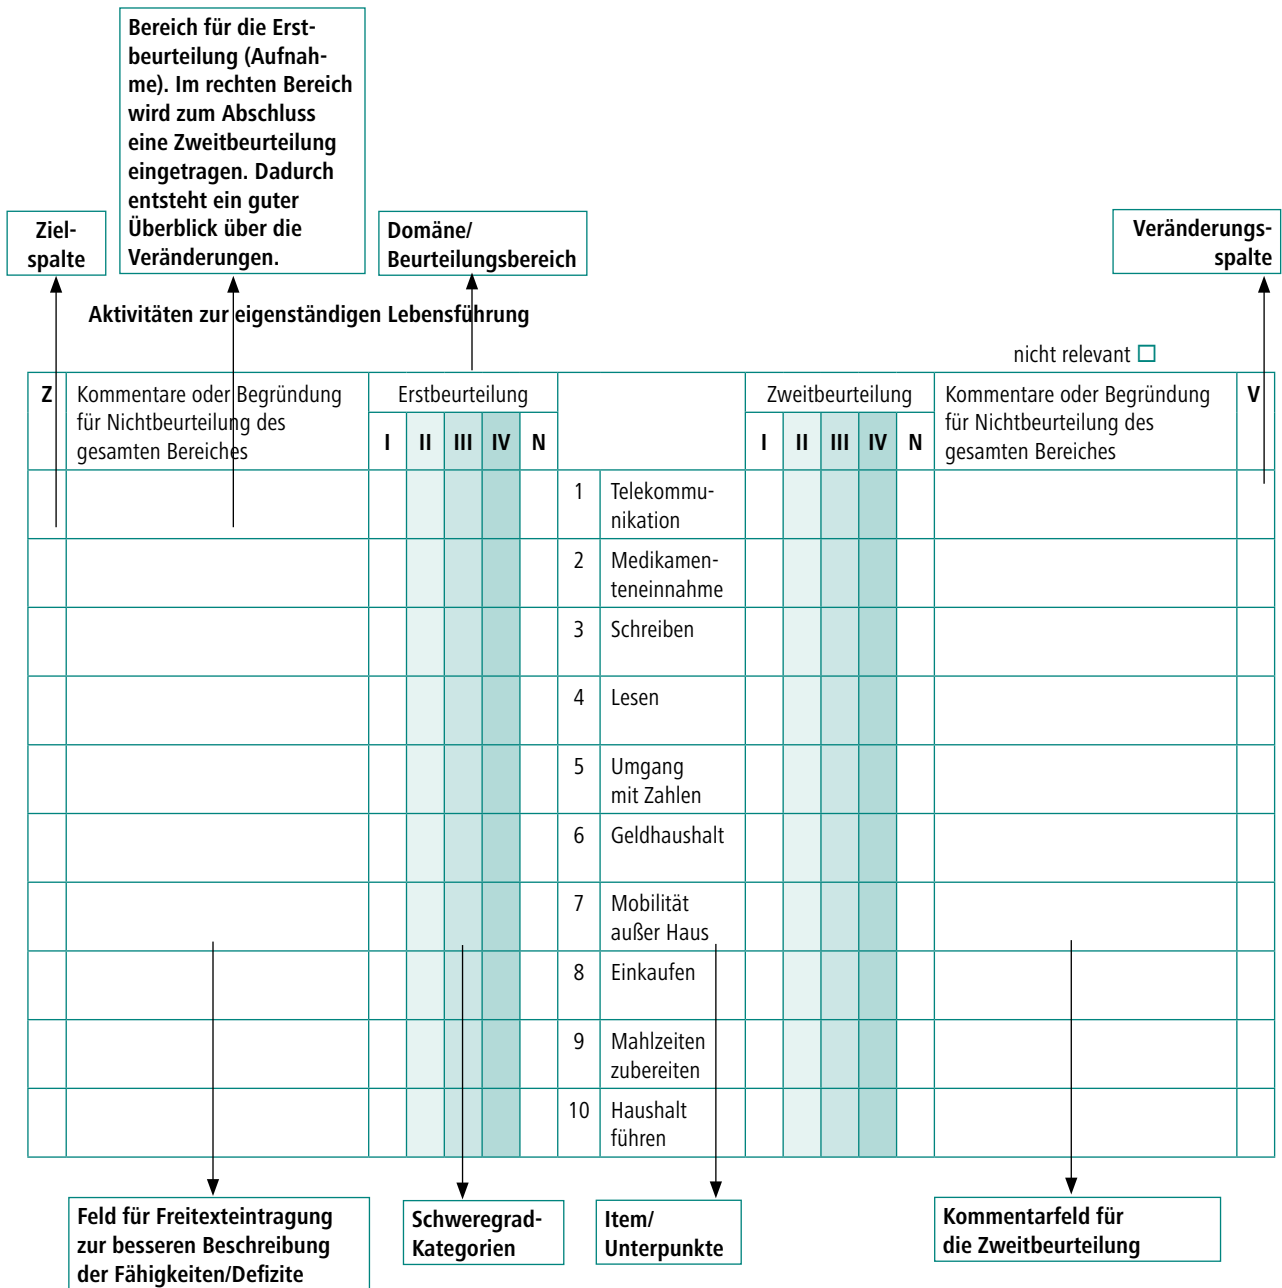 Bereich für die Erst-
beurteilung (Aufnah-
me). Im rechten Bereich
wird zum Abschluss
eine Zweitbeurteilung
eingetragen. Dadurch
entsteht ein guter
Überblick über die
Veränderungen.
Ziel-
spalte
Domäne/
Beurteilungsbereich
Veränderungs-
spalte
Aktivitäten zur eigenständigen Lebensführung
nicht relevant
Z
Kommentare oder Begründung
für Nichtbeurteilung des
gesamten Bereiches
Erstbeurteilung
I II III IV N
Zweitbeurteilung
I II III IV N
Kommentare oder Begründung
für Nichtbeurteilung des
gesamten Bereiches
V
1 Telekommu-
nikation
2 Medikamen-
teneinnahme
3 Schreiben
4 Lesen
5 Umgang
mit Zahlen
6 Geldhaushalt
7 Mobilität
außer Haus
8 Einkaufen
9 Mahlzeiten
zubereiten
10 Haushalt
führen
Feld für Freitexteintragung
zur besseren Beschreibung
der Fähigkeiten/Defizite
Schweregrad-
Kategorien
Item/
Unterpunkte
Kommentarfeld für
die Zweitbeurteilung